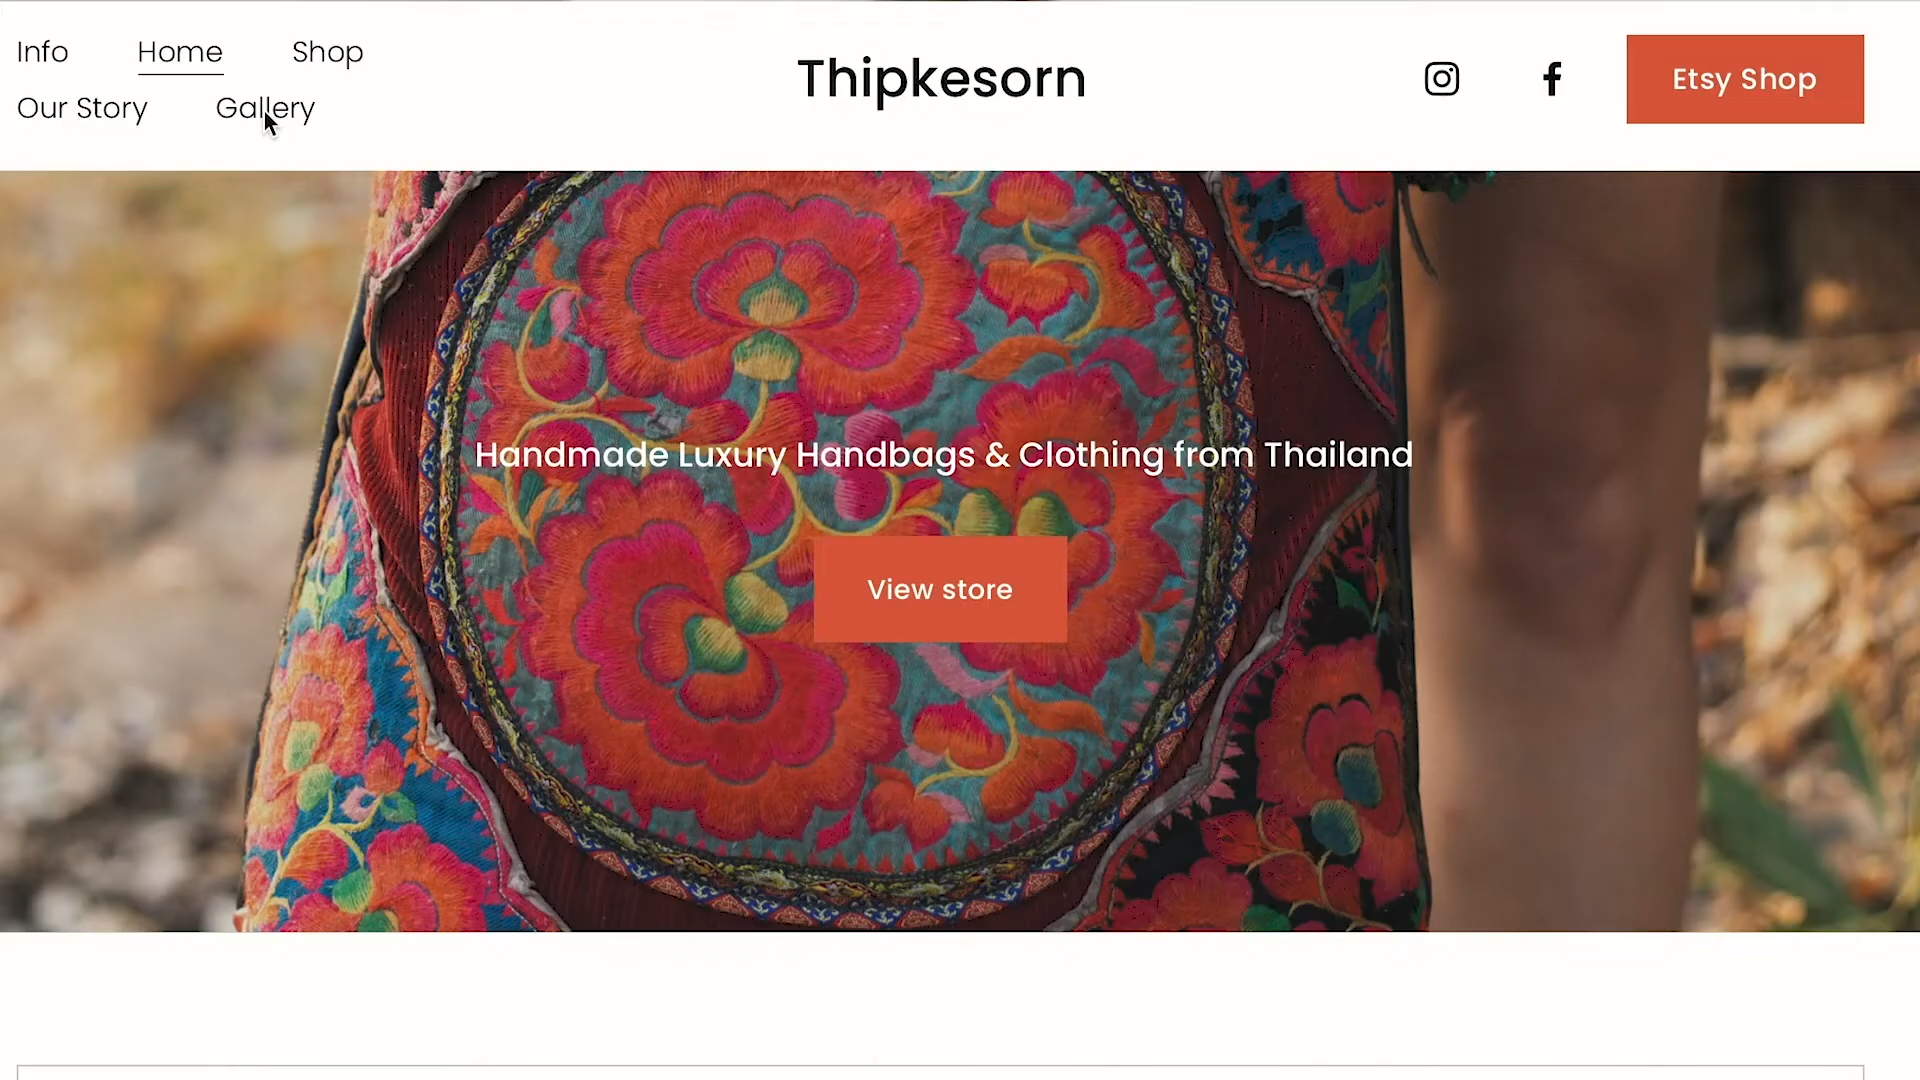 Info Home Shop
Our Story Gallery
Thipkesorn
Etsy Shop
Handmade Luxury Handbags & Clothing from Thailand
View store